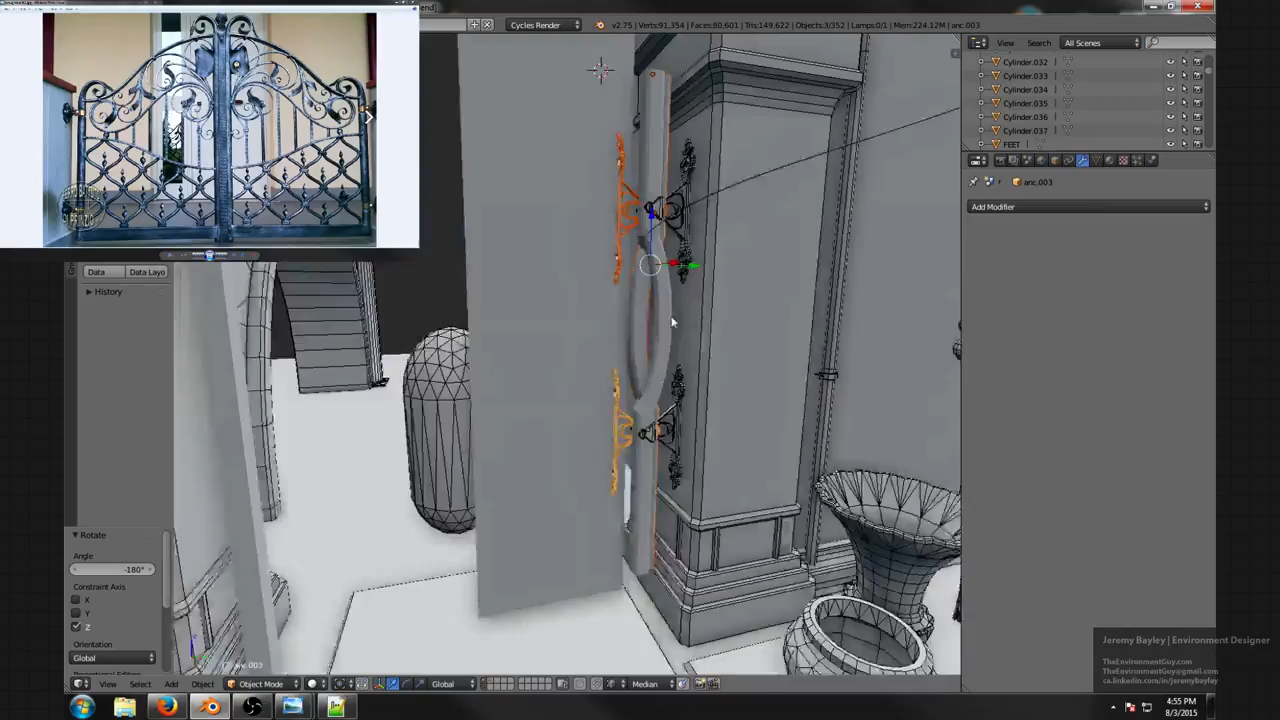 Cycles Render
v2.75 | Verts:91,354 | Faces:80,601 | Tris:149,622 | Objects:3/352 | Lamps:0/1 | Mem:224.12M | anc.003
View Search All Scenes
Cylinder.032
Cylinder.033
Cylinder.034
Cylinder.035
Cylinder.036
Cylinder.037
FEET
anc.003
Add Modifier
Data Data Layo
History
Rotate
Angle
-180°
Constraint Axis
X
Y
Z
Orientation
Global
View Select Add Object Object Mode Global Median
Jeremy Bayley | Environment Designer
TheEnvironmentGuy.com
TheEnvironmentGuy@gmail.com
ca.linkedin.com/in/jeremybayley
4:55 PM
8/3/2015